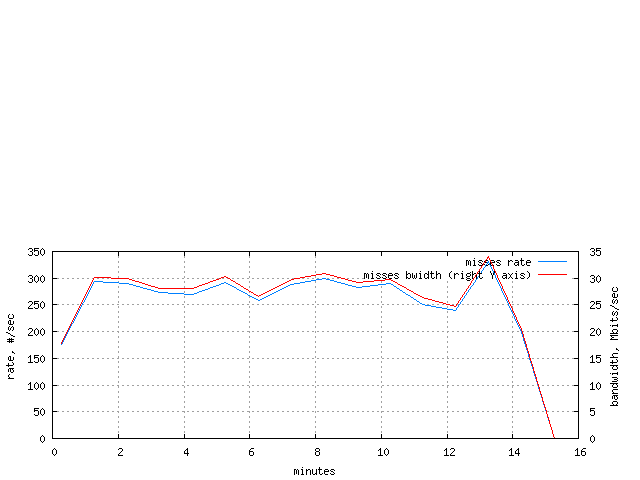 misses rate
misses bwidth (right Y axis)
350
300
250
200
150
100
50
0
35
30
25
20
15
10
5
0
0 2 4 6 8 10 12 14 16
rate, #/sec
bandwidth, Mbits/sec
minutes